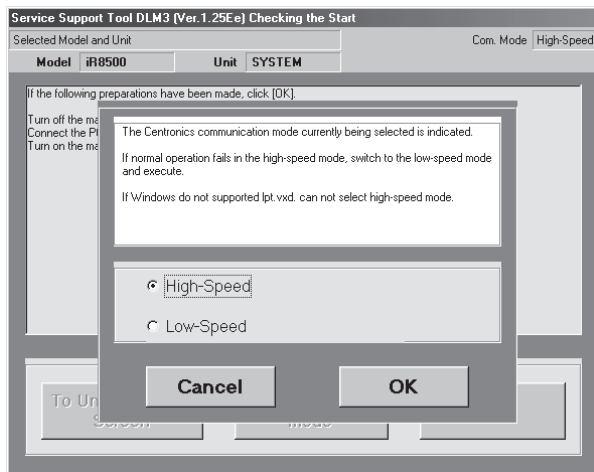 Service Support Tool DLM3 (Ver.1.25Ee) Checking the Start
Selected Model and Unit
Com. Mode High-Speed
Model iR8500 Unit SYSTEM
If the following preparations have been made, click [OK].
Turn off the ma
Connect the
Turn on the ma
The Centronics communication mode currently being selected is indicated.
If normal operation fails in the high-speed mode, switch to the low-speed mode
and execute.
If Windows do not supported lpt.vxd. can not select high-speed mode.
High-Speed
Low-Speed
Cancel OK
To Un